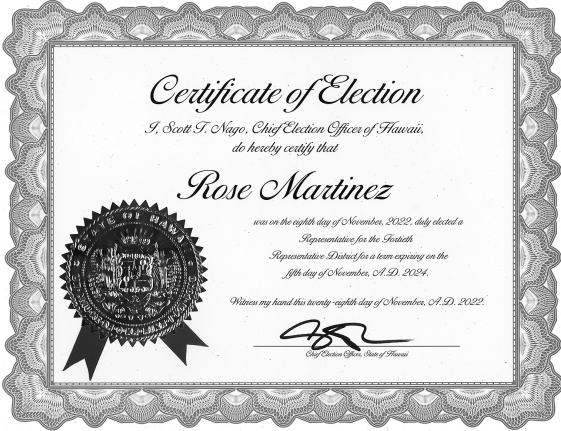 Certificate of Election
I, Scott T. Nago, Chief Election Officer of Hawaii,
do hereby certify that
Rose Martinez
was on the eighth day of November, 2022, duly elected a
Representative for the Fortieth
Representative District for a term expiring on the
fifth day of November, A.D. 2024.
Witness my hand this twenty-eighth day of November, A.D. 2022.
Chief Election Officer, State of Hawaii